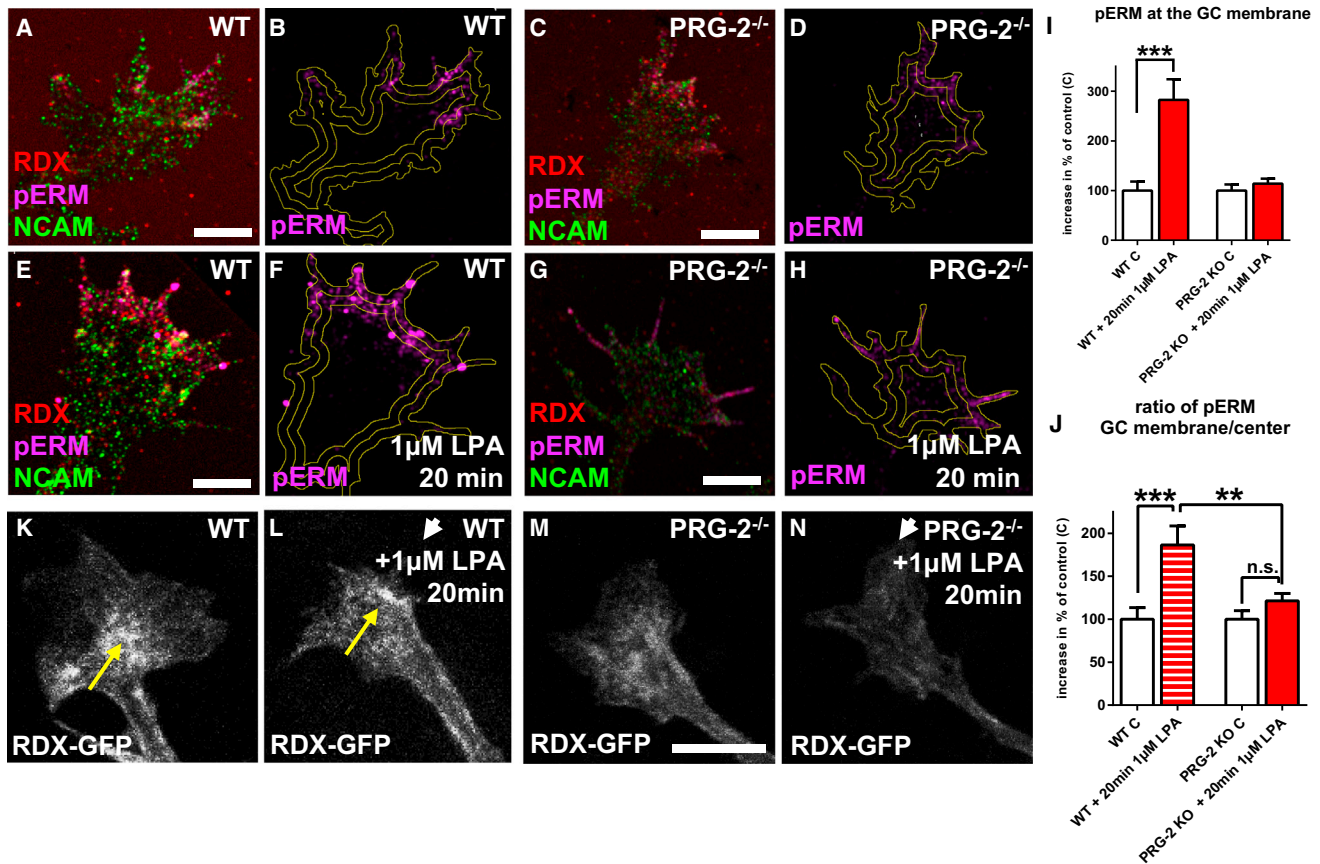 A
WT
RDX
pERM
NCAM
B
WT
pERM
C
PRG-2-/-
RDX
pERM
NCAM
D
PRG-2-/-
pERM
I
pERM at the GC membrane
***
increase in % of control (C)
300
200
100
0
WT C
WT + 20min 1µM LPA
PRG-2 KO C
PRG-2 KO + 20min 1µM LPA
E
WT
RDX
pERM
NCAM
F
WT
1µM LPA
pERM
20 min
G
PRG-2-/-
RDX
pERM
NCAM
H
PRG-2-/-
1µM LPA
pERM
20 min
J
ratio of pERM
GC membrane/center
***
**
n.s.
increase in % of control (C)
200
150
100
50
0
WT C
WT + 20min 1µM LPA
PRG-2 KO C
PRG-2 KO + 20min 1µM LPA
K
WT
RDX-GFP
L
WT
+1µM LPA
20min
RDX-GFP
M
PRG-2-/-
RDX-GFP
N
PRG-2-/-
+1µM LPA
20min
RDX-GFP